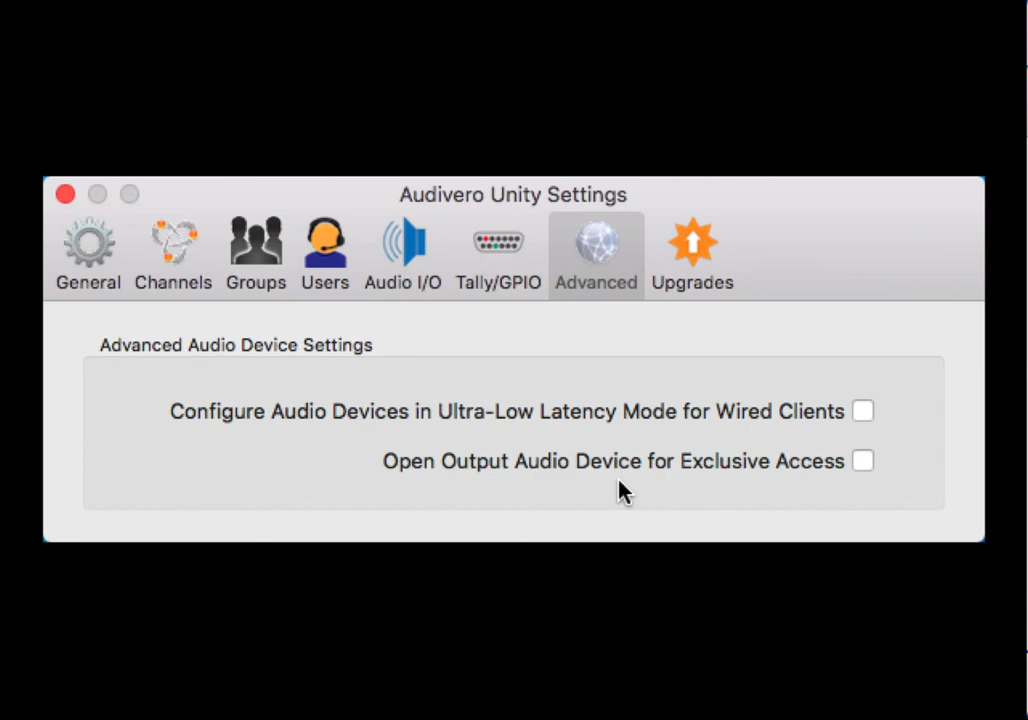 Audivero Unity Settings
General Channels Groups Users Audio I/O Tally/GPIO Advanced Upgrades
Advanced Audio Device Settings
Configure Audio Devices in Ultra-Low Latency Mode for Wired Clients
Open Output Audio Device for Exclusive Access